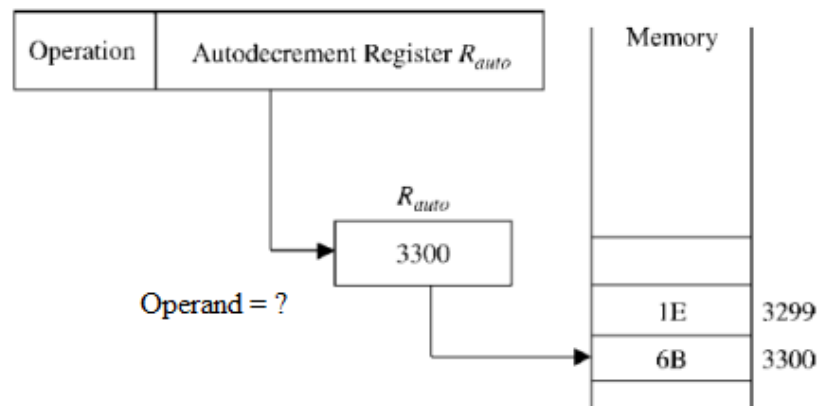 Operation
Autodecrement Register R_auto
Memory
R_auto
3300
Operand = ?
1E 3299
6B 3300